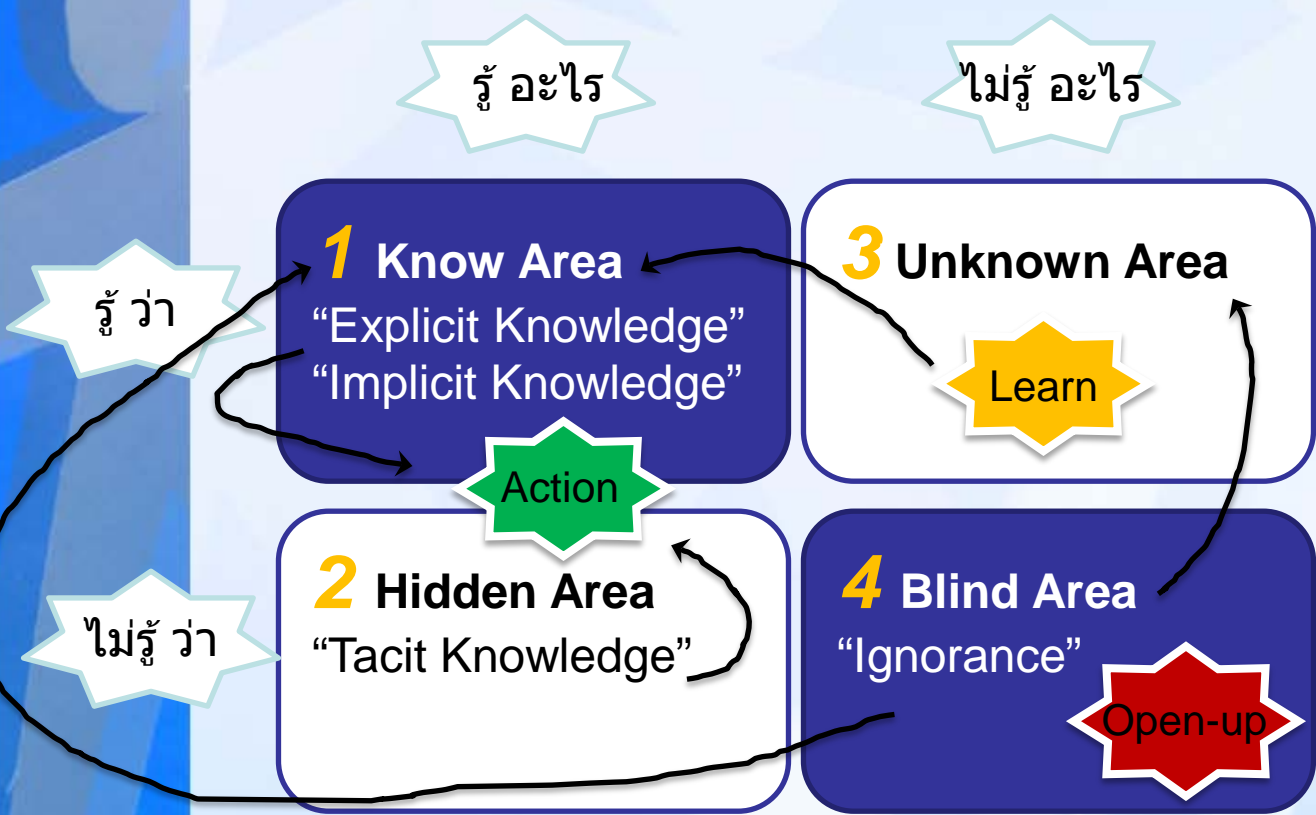 รู้ อะไร
ไม่รู้ อะไร
รู้ ว่า
1 Know Area
“Explicit Knowledge”
“Implicit Knowledge”
3 Unknown Area
Learn
Action
ไม่รู้ ว่า
2 Hidden Area
“Tacit Knowledge”
4 Blind Area
“Ignorance”
Open-up